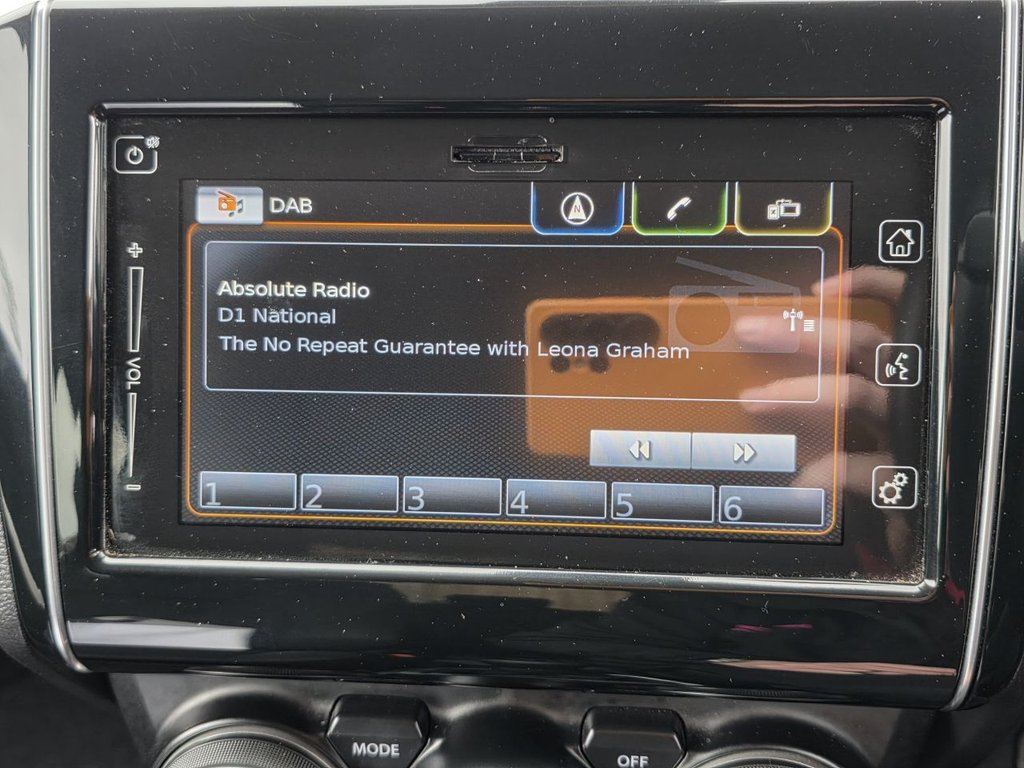 DAB
N
Absolute Radio
D1 National
The No Repeat Guarantee with Leona Graham
+
VOL
-
1 2 3 4 5 6
MODE OFF